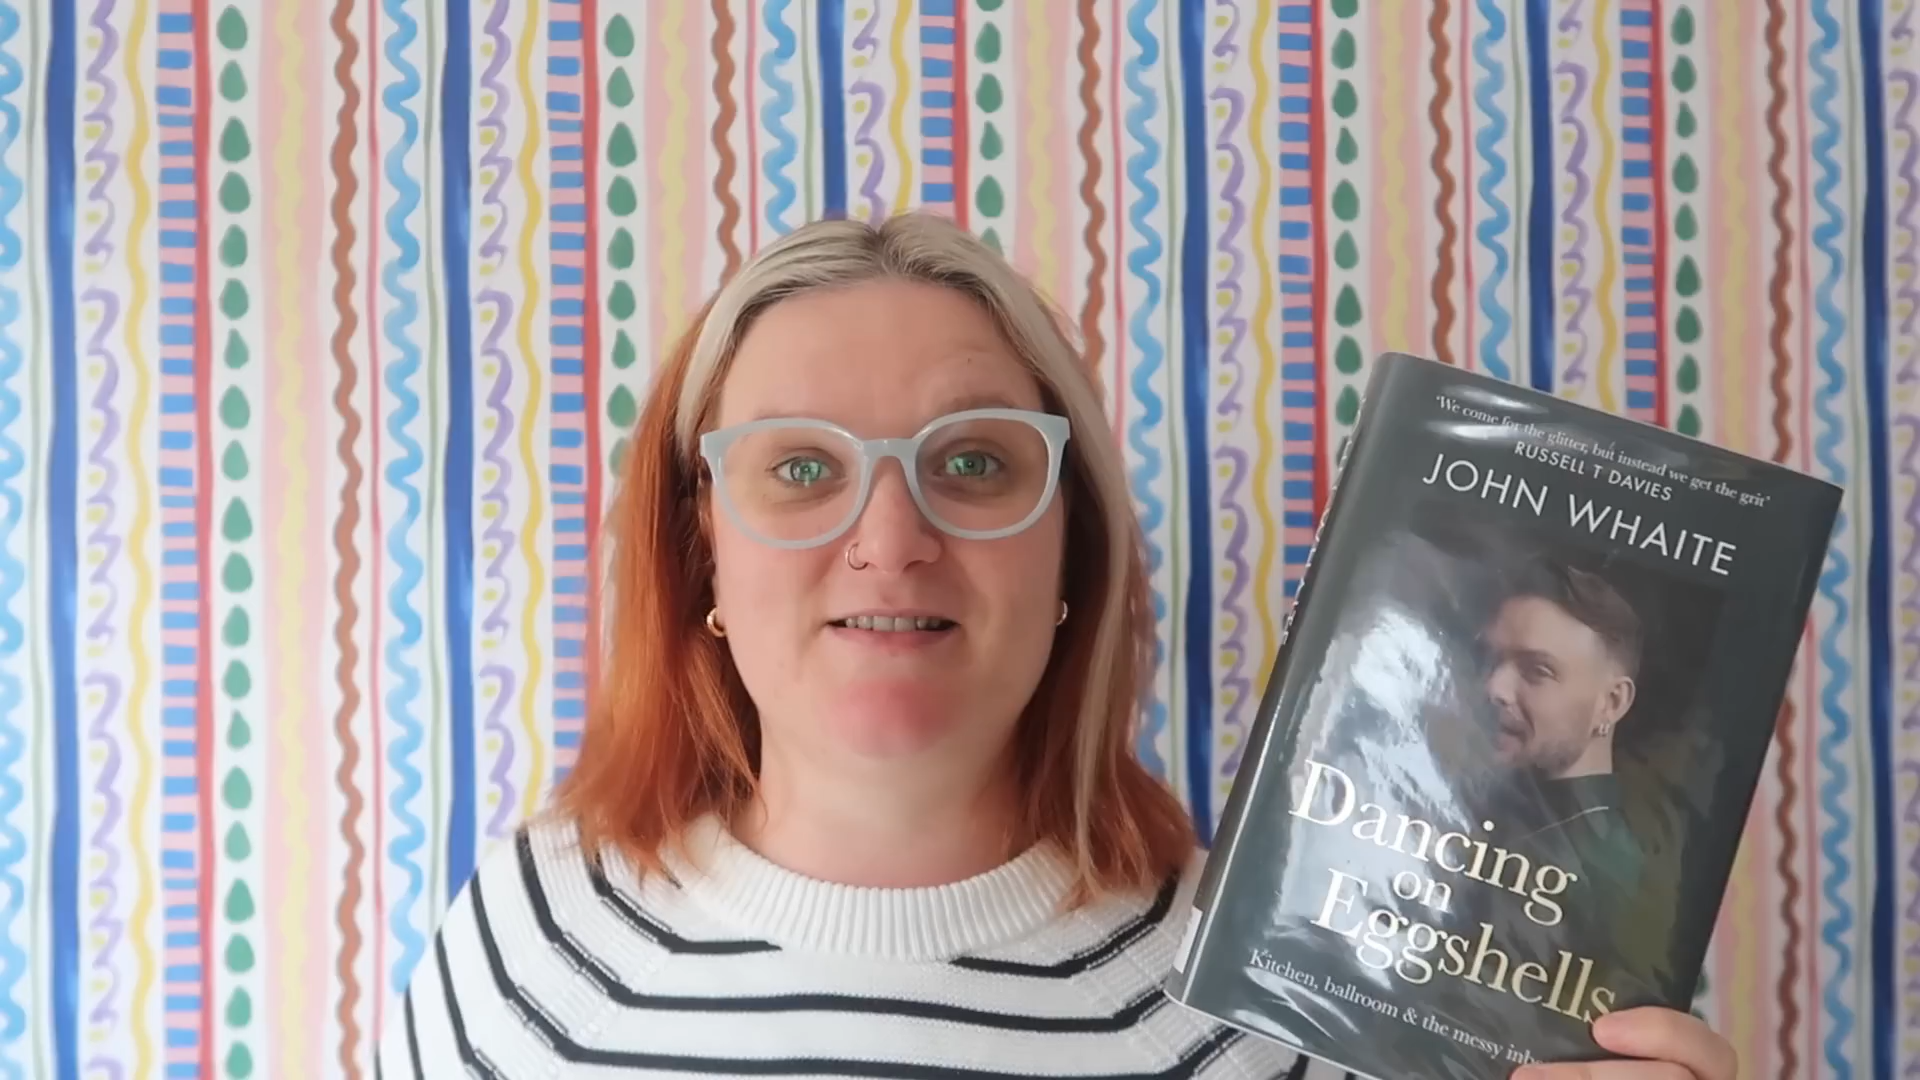 'We come for the glitter, but instead we get the grit'
RUSSELL T DAVIES
JOHN WHAITE
Dancing
on
Eggshells
Kitchen, ballroom & the messy